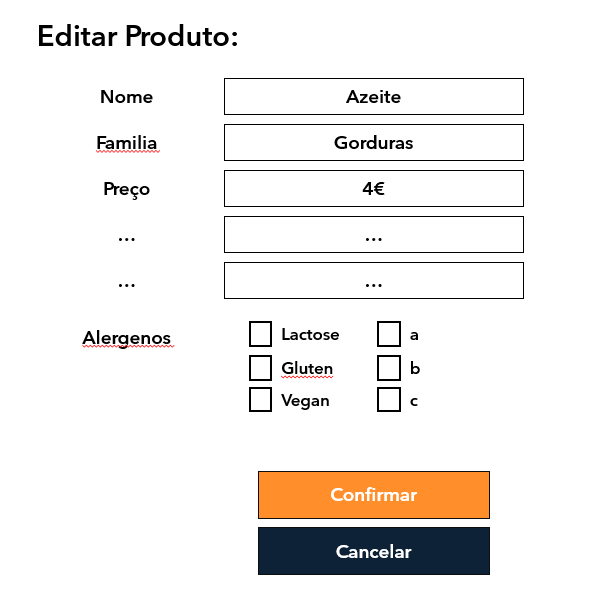 Editar Produto:
Nome Azeite
Familia Gorduras
Preço 4€
... ...
... ...
Alergenos Lactose a
Gluten b
Vegan c
Confirmar
Cancelar